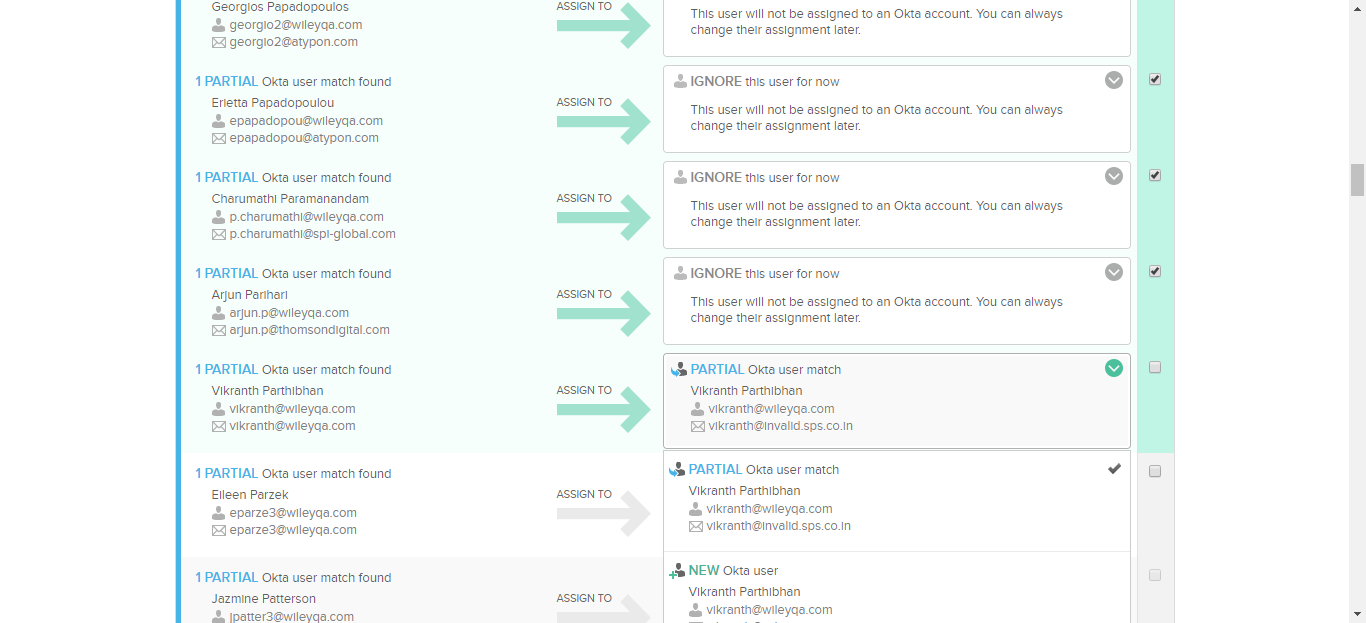 Georgios Papadopoulos
georgio2@wileyqa.com
georgio2@atypon.com
ASSIGN TO
This user will not be assigned to an Okta account. You can always
change their assignment later.
1 PARTIAL Okta user match found
Erietta Papadopoulou
epapadopou@wileyqa.com
epapadopou@atypon.com
ASSIGN TO
IGNORE this user for now
This user will not be assigned to an Okta account. You can always
change their assignment later.
1 PARTIAL Okta user match found
Charumathi Paramanandam
p.charumathi@wileyqa.com
p.charumathi@spi-global.com
ASSIGN TO
IGNORE this user for now
This user will not be assigned to an Okta account. You can always
change their assignment later.
1 PARTIAL Okta user match found
Arjun Parihari
arjun.p@wileyqa.com
arjun.p@thomsondigital.com
ASSIGN TO
IGNORE this user for now
This user will not be assigned to an Okta account. You can always
change their assignment later.
1 PARTIAL Okta user match found
Vikranth Parthibhan
vikranth@wileyqa.com
vikranth@wileyqa.com
ASSIGN TO
PARTIAL Okta user match
Vikranth Parthibhan
vikranth@wileyqa.com
vikranth@invalid.sps.co.in
1 PARTIAL Okta user match found
Eileen Parzek
eparze3@wileyqa.com
eparze3@wileyqa.com
ASSIGN TO
PARTIAL Okta user match
Vikranth Parthibhan
vikranth@wileyqa.com
vikranth@invalid.sps.co.in
1 PARTIAL Okta user match found
Jazmine Patterson
jpatter3@wileyqa.com
ASSIGN TO
NEW Okta user
Vikranth Parthibhan
vikranth@wileyqa.com